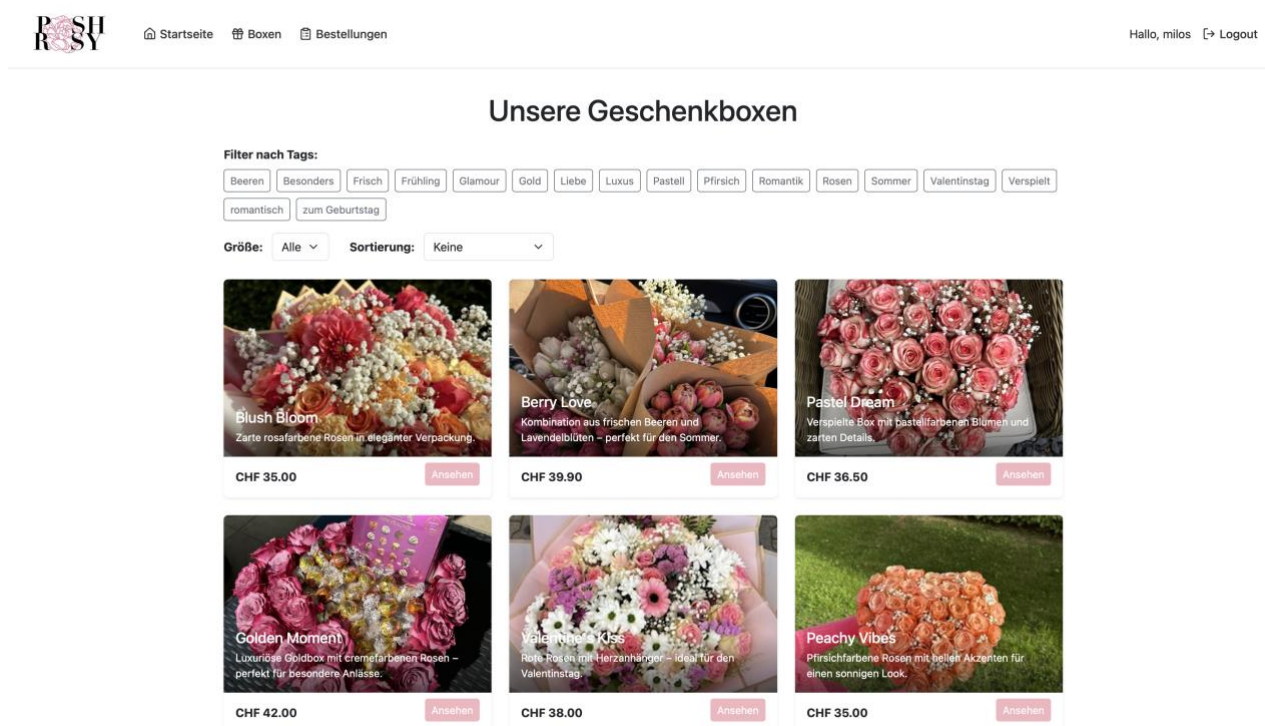 POSH
ROSY
Startseite
Boxen
Bestellungen
Hallo, milos
Logout
Unsere Geschenkboxen
Filter nach Tags:
Beeren
Besonders
Frisch
Frühling
Glamour
Gold
Liebe
Luxus
Pastell
Pfirsich
Romantik
Rosen
Sommer
Valentinstag
Verspielt
romantisch
zum Geburtstag
Größe:
Alle
Sortierung:
Keine
Blush Bloom
Zarte rosafarbene Rosen in eleganter Verpackung.
CHF 35.00
Ansehen
Berry Love
Kombination aus frischen Beeren und
Lavendelblüten – perfekt für den Sommer.
CHF 39.90
Ansehen
Pastel Dream
Verspielte Box mit pastellfarbenen Blumen und
zarten Details.
CHF 36.50
Ansehen
Golden Moment
Luxuriöse Goldbox mit cremefarbenen Rosen –
perfekt für besondere Anlässe.
CHF 42.00
Ansehen
Valentine's Kiss
Rote Rosen mit Herzanhänger – ideal für den
Valentinstag.
CHF 38.00
Ansehen
Peachy Vibes
Pfirsichfarbene Rosen mit hellen Akzenten für
einen sonnigen Look.
CHF 35.00
Ansehen